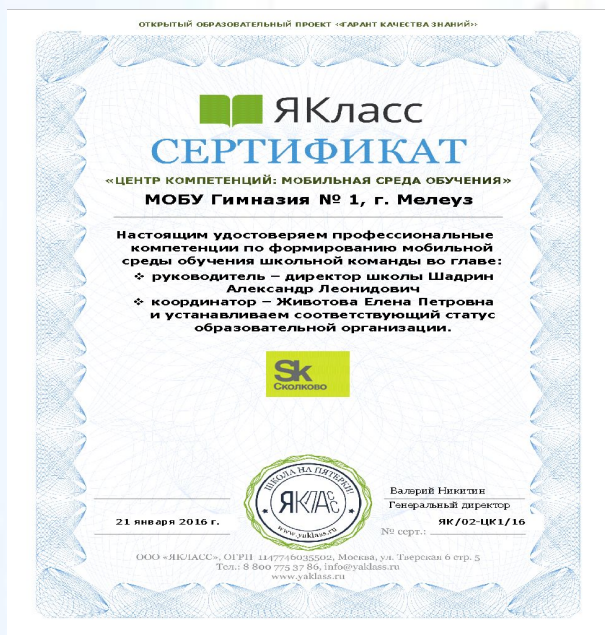 ОТКРЫТЫЙ ОБРАЗОВАТЕЛЬНЫЙ ПРОЕКТ «ГАРАНТ КАЧЕСТВА ЗНАНИЙ»
ЯКласс
СЕРТИФИКАТ
«ЦЕНТР КОМПЕТЕНЦИЙ: МОБИЛЬНАЯ СРЕДА ОБУЧЕНИЯ»
МОБУ Гимназия № 1, г. Мелеуз
Настоящим удостоверяем профессиональные
компетенции по формированию мобильной
среды обучения школьной команды во главе:
❖ руководитель – директор школы Шадрин
Александр Леонидович
❖ координатор – Животова Елена Петровна
и устанавливаем соответствующий статус
образовательной организации.
Sk
Сколково
ШКОЛА НА ПЯТЕРКУ!
ЯКЛАСС
www.yaklass.ru
Валерий Никитин
Генеральный директор
21 января 2016 г.
ЯК/02-ЦК1/16
№ серт.:
ООО «ЯКЛАСС», ОГРН 1147746035502, Москва, ул. Тверская 6 стр. 5
Тел.: 8 800 775 37 86, info@yaklass.ru
www.yaklass.ru